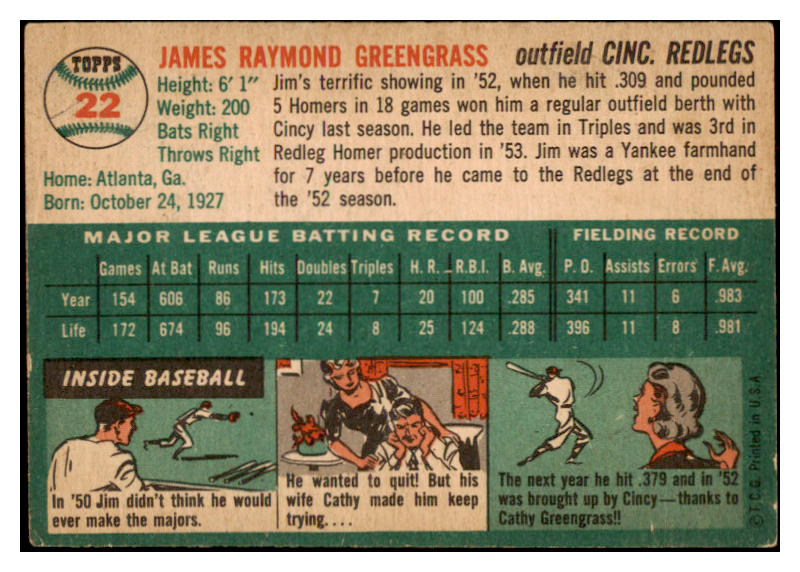 TOPPS
22
JAMES RAYMOND GREENGRASS outfield CINC. REDLEGS
Height: 6' 1"
Weight: 200
Bats Right
Throws Right
Home: Atlanta, Ga.
Born: October 24, 1927
Jim's terrific showing in '52, when he hit .309 and pounded
5 Homers in 18 games won him a regular outfield berth with
Cincy last season. He led the team in Triples and was 3rd in
Redleg Homer production in '53. Jim was a Yankee farmhand
for 7 years before he came to the Redlegs at the end of
the '52 season.
MAJOR LEAGUE BATTING RECORD FIELDING RECORD
Games At Bat Runs Hits Doubles Triples H. R. R.B.I. B. Avg. P. O. Assists Errors F. Avg.
Year 154 606 86 173 22 7 20 100 .285 341 11 6 .983
Life 172 674 96 194 24 8 25 124 .288 396 11 8 .981
INSIDE BASEBALL
In '50 Jim didn't think he would
ever make the majors.
He wanted to quit! But his
wife Cathy made him keep
trying....
The next year he hit .379 and in '52
was brought up by Cincy—thanks to
Cathy Greengrass!!
©T.C.G. Printed in U.S.A.